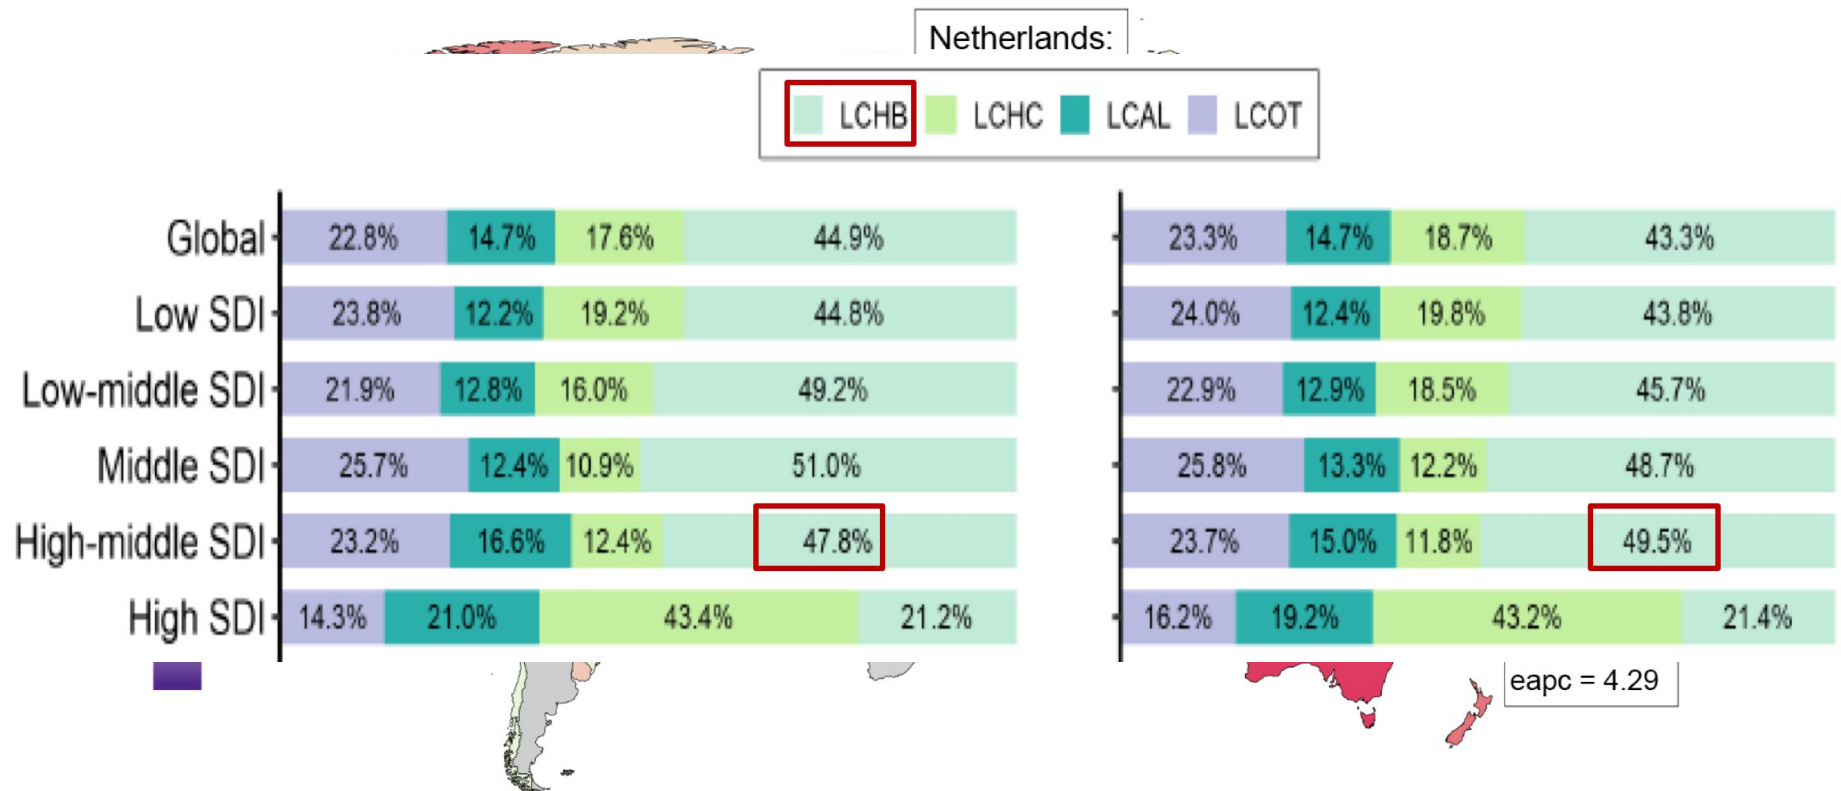 Netherlands:
LCHB LCHC LCAL LCOT
Global 22.8% 14.7% 17.6% 44.9% 23.3% 14.7% 18.7% 43.3%
Low SDI 23.8% 12.2% 19.2% 44.8% 24.0% 12.4% 19.8% 43.8%
Low-middle SDI 21.9% 12.8% 16.0% 49.2% 22.9% 12.9% 18.5% 45.7%
Middle SDI 25.7% 12.4% 10.9% 51.0% 25.8% 13.3% 12.2% 48.7%
High-middle SDI 23.2% 16.6% 12.4% 47.8% 23.7% 15.0% 11.8% 49.5%
High SDI 14.3% 21.0% 43.4% 21.2% 16.2% 19.2% 43.2% 21.4%
eapc = 4.29